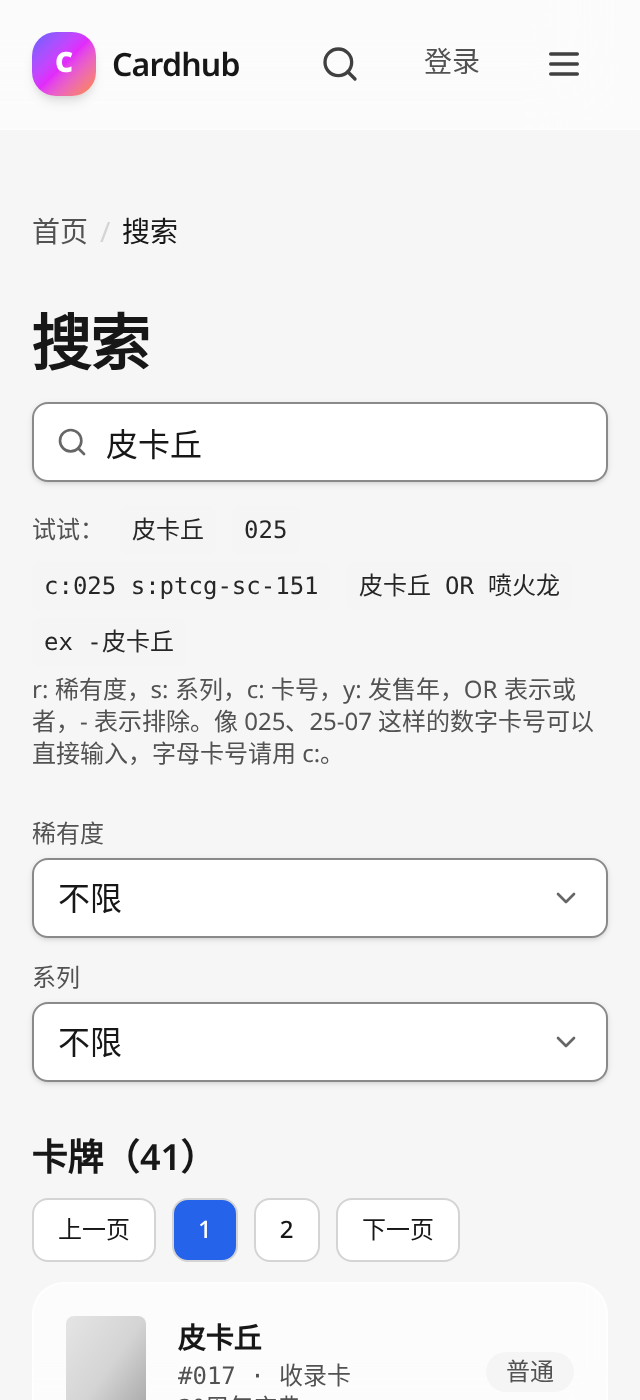 C Cardhub 登录
首页 / 搜索
搜索
皮卡丘
试试： 皮卡丘 025
c:025 s:ptcg-sc-151 皮卡丘 OR 喷火龙
ex -皮卡丘
r: 稀有度，s: 系列，c: 卡号，y: 发售年，OR 表示或
者，- 表示排除。像 025、25-07 这样的数字卡号可以
直接输入，字母卡号请用 c:。
稀有度
不限
系列
不限
卡牌（41）
上一页 1 2 下一页
皮卡丘
#017 · 收录卡
普通